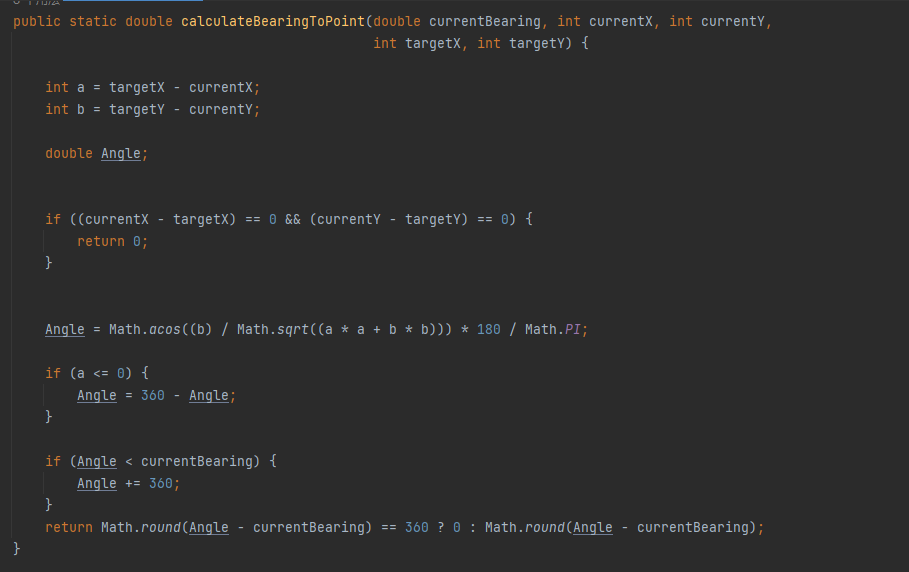 public static double calculateBearingToPoint(double currentBearing, int currentX, int currentY,
int targetX, int targetY) {
int a = targetX - currentX;
int b = targetY - currentY;
double Angle;
if ((currentX - targetX) == 0 && (currentY - targetY) == 0) {
return 0;
}
Angle = Math.acos((b) / Math.sqrt((a * a + b * b))) * 180 / Math.PI;
if (a <= 0) {
Angle = 360 - Angle;
}
if (Angle < currentBearing) {
Angle += 360;
}
return Math.round(Angle - currentBearing) == 360 ? 0 : Math.round(Angle - currentBearing);
}